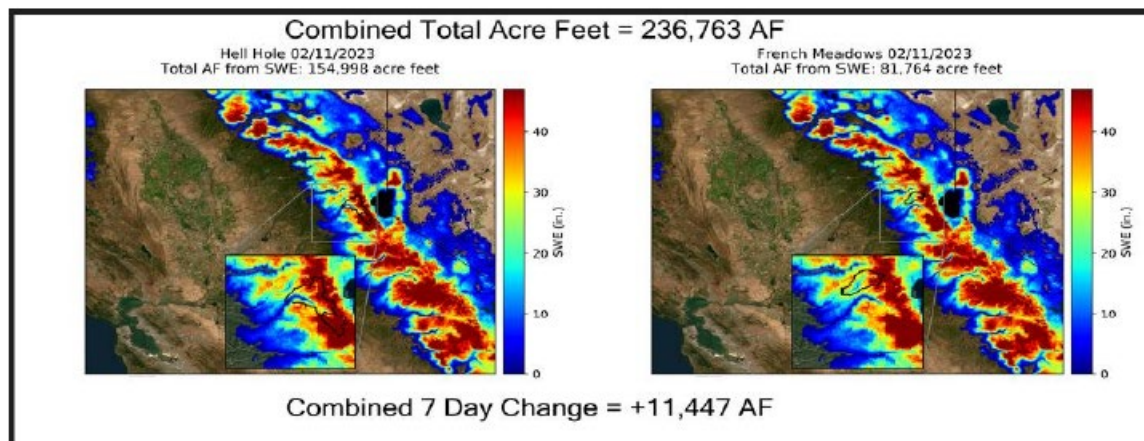 Combined Total Acre Feet = 236,763 AF
Hell Hole 02/11/2023
Total AF from SWE: 154,998 acre feet
French Meadows 02/11/2023
Total AF from SWE: 81,764 acre feet
40
30
20
10
0
SWE (in.)
40
30
20
10
0
SWE (in.)
Combined 7 Day Change = +11,447 AF